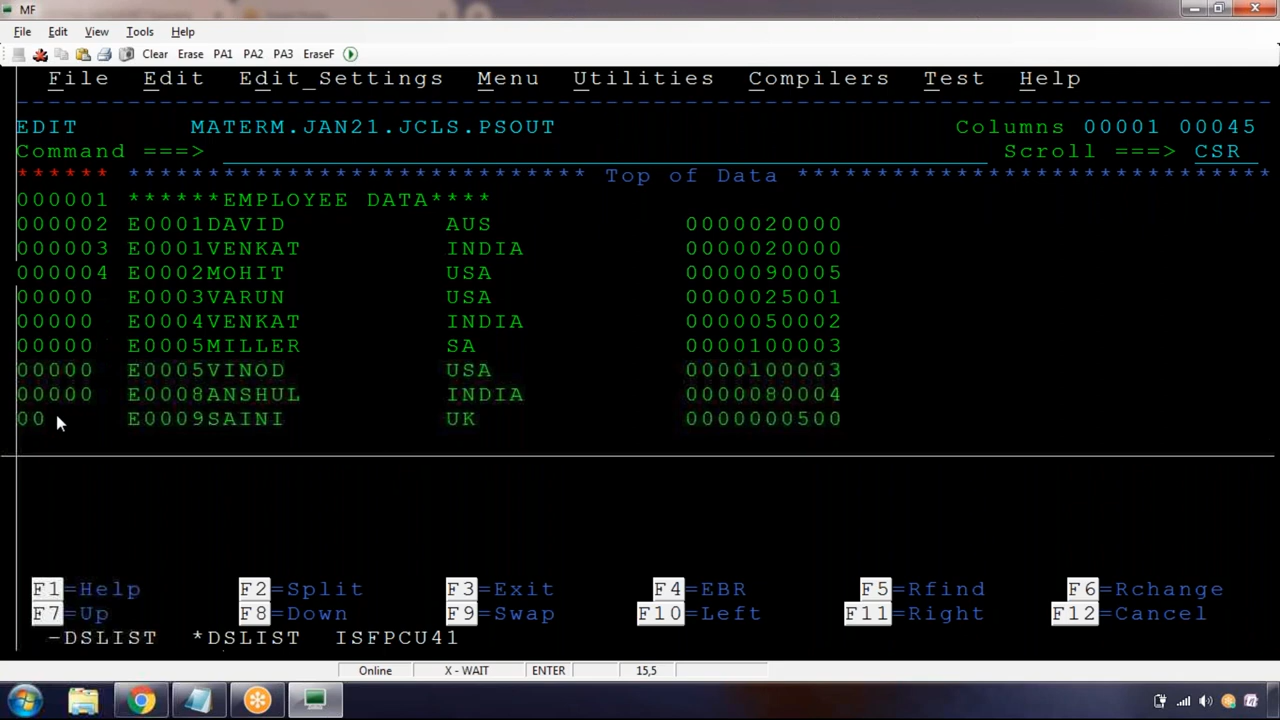 MF
File Edit View Tools Help
Clear Erase PA1 PA2 PA3 EraseF
File Edit Edit_Settings Menu Utilities Compilers Test Help
EDIT MATERM.JAN21.JCLS.PSOUT Columns 00001 00045
Command ===> Scroll ===> CSR
****** ***************************** Top of Data ******************************
000001 ******EMPLOYEE DATA****
000002 E0001DAVID AUS 0000020000
000003 E0001VENKAT INDIA 0000020000
000004 E0002MOHIT USA 0000090005
00000 E0003VARUN USA 0000025001
00000 E0004VENKAT INDIA 0000050002
00000 E0005MILLER SA 0000100003
00000 E0005VINOD USA 0000100003
00000 E0008ANSHUL INDIA 0000080004
00 E0009SAINI UK 0000000500
F1=Help F2=Split F3=Exit F4=EBR F5=Rfind F6=Rchange
F7=Up F8=Down F9=Swap F10=Left F11=Right F12=Cancel
-DSLIST *DSLIST ISFPCU41
Online X - WAIT ENTER 15,5